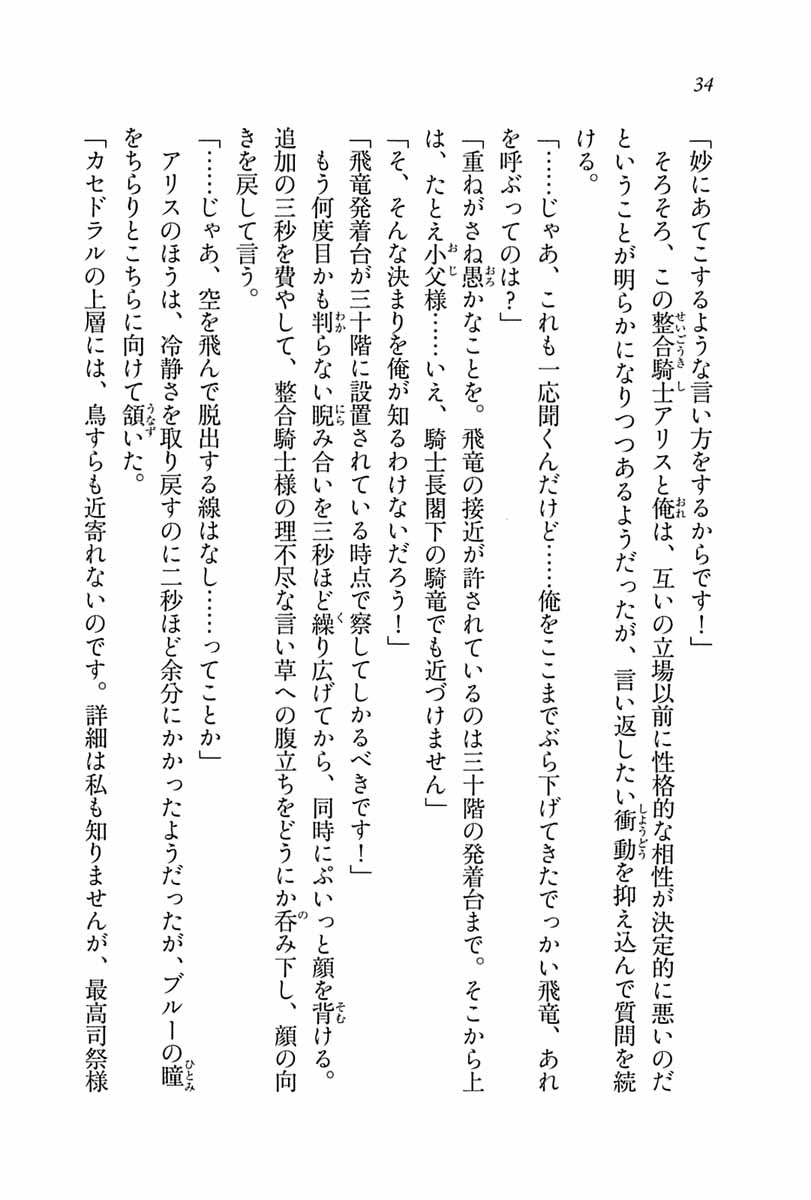 34
「妙にあてこするような言い方をするからです！」
　そろそろ、この整合騎士アリスと俺は、互いの立場以前に性格的な相性が決定的に悪いのだ
ということが明らかになりつつあるようだったが、言い返したい衝動を抑え込んで質問を続
ける。
「……じゃあ、これも一応聞くんだけど……俺をここまでぶら下げてきたでっかい飛竜、あれ
を呼ぶってのは？」
「重ねがさね愚かなことを。飛竜の接近が許されているのは三十階の発着台まで。そこから上
は、たとえ小父様……いえ、騎士長閣下の騎竜でも近づけません」
「そ、そんな決まりを俺が知るわけないだろう！」
「飛竜発着台が三十階に設置されている時点で察してしかるべきです！」
　もう何度目かも判らない睨み合いを三秒ほど繰り広げてから、同時にぷいっと顔を背ける。
追加の三秒を費やして、整合騎士様の理不尽な言い草への腹立ちをどうにか呑み下し、顔の向
きを戻して言う。
「……じゃあ、空を飛んで脱出する線はなし……ってことか」
　アリスのほうは、冷静さを取り戻すのに二秒ほど余分にかかったようだったが、ブルーの瞳
をちらりとこちらに向けて頷いた。
「カセドラルの上層には、鳥すらも近寄れないのです。詳細は私も知りませんが、最高司祭様